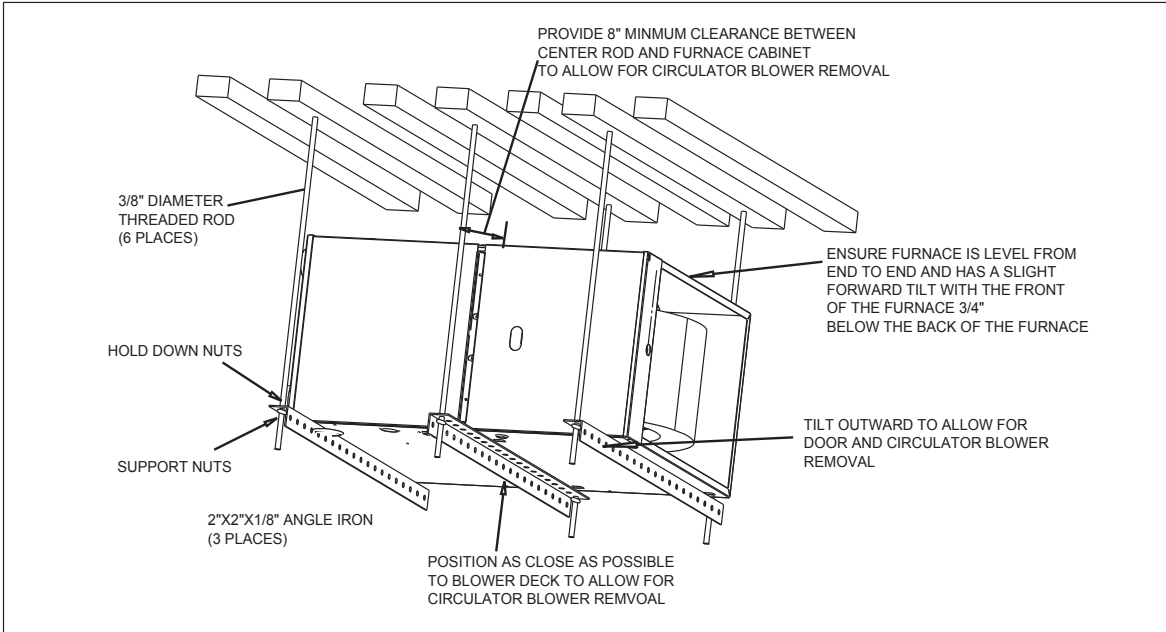 PROVIDE 8" MINMUM CLEARANCE BETWEEN
CENTER ROD AND FURNACE CABINET
TO ALLOW FOR CIRCULATOR BLOWER REMOVAL
3/8" DIAMETER
THREADED ROD
(6 PLACES)
ENSURE FURNACE IS LEVEL FROM
END TO END AND HAS A SLIGHT
FORWARD TILT WITH THE FRONT
OF THE FURNACE 3/4"
BELOW THE BACK OF THE FURNACE
HOLD DOWN NUTS
SUPPORT NUTS
TILT OUTWARD TO ALLOW FOR
DOOR AND CIRCULATOR BLOWER
REMOVAL
2"X2"X1/8" ANGLE IRON
(3 PLACES)
POSITION AS CLOSE AS POSSIBLE
TO BLOWER DECK TO ALLOW FOR
CIRCULATOR BLOWER REMVOAL